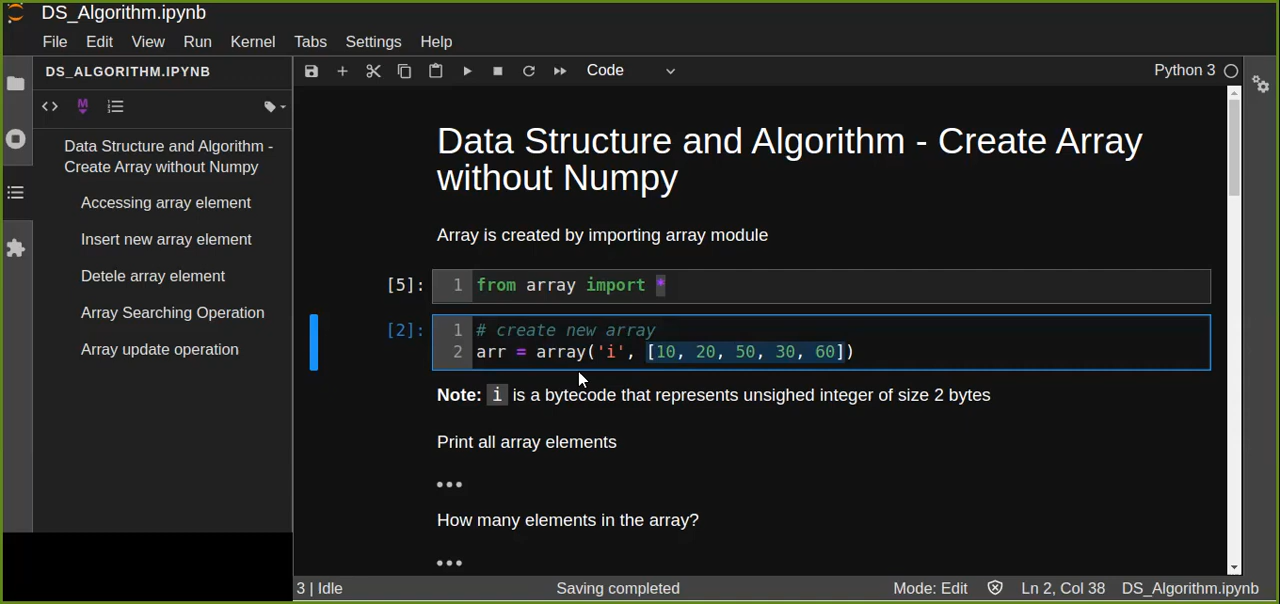 DS_Algorithm.ipynb
File Edit View Run Kernel Tabs Settings Help
DS_ALGORITHM.IPYNB
Code
Python 3
M
Data Structure and Algorithm -
Create Array without Numpy
Accessing array element
Insert new array element
Detele array element
Array Searching Operation
Array update operation
Data Structure and Algorithm - Create Array
without Numpy
Array is created by importing array module
[5]: 1 from array import *
[2]: 1 # create new array
2 arr = array('i', [10, 20, 50, 30, 60])
Note: i is a bytecode that represents unsighed integer of size 2 bytes
Print all array elements
•••
How many elements in the array?
•••
3 | Idle Saving completed Mode: Edit Ln 2, Col 38 DS_Algorithm.ipynb